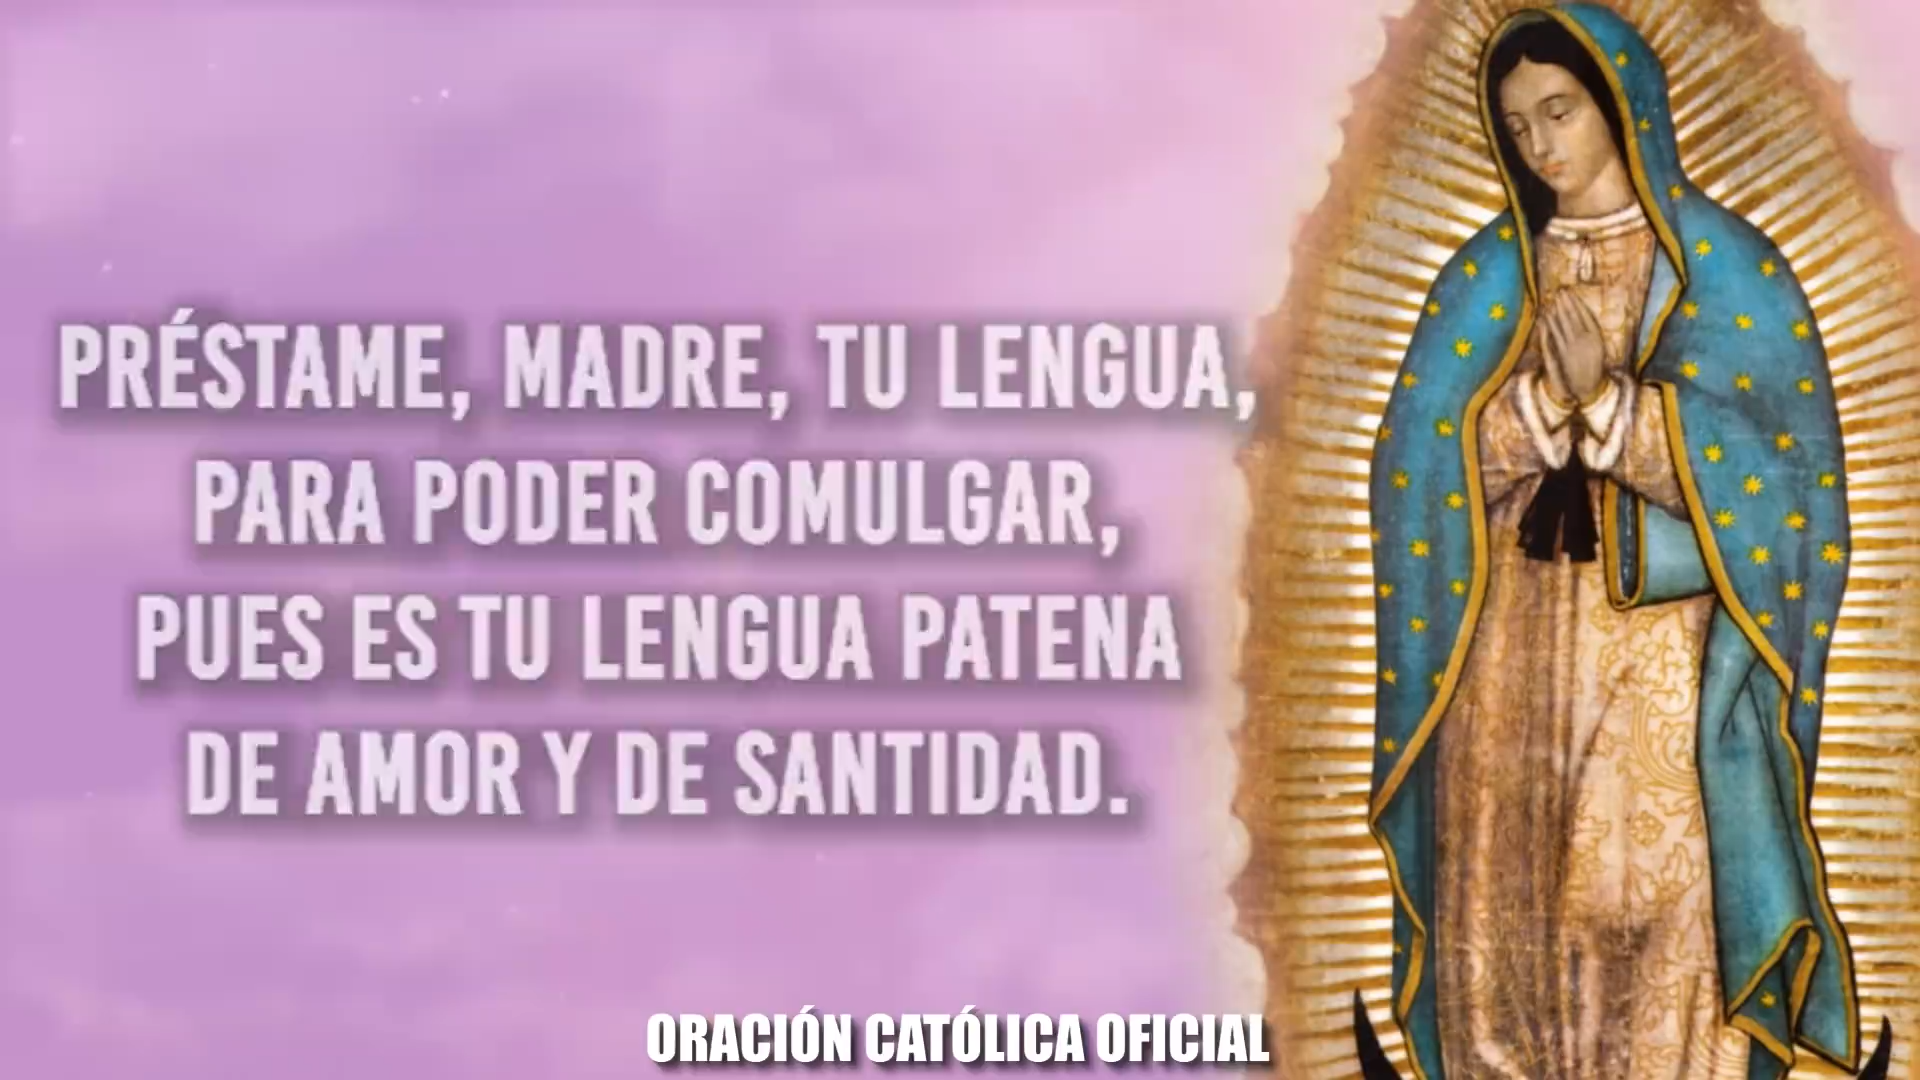 PRÉSTAME, MADRE, TU LENGUA,
PARA PODER COMULGAR,
PUES ES TU LENGUA PATENA
DE AMOR Y DE SANTIDAD.
ORACIÓN CATÓLICA OFICIAL